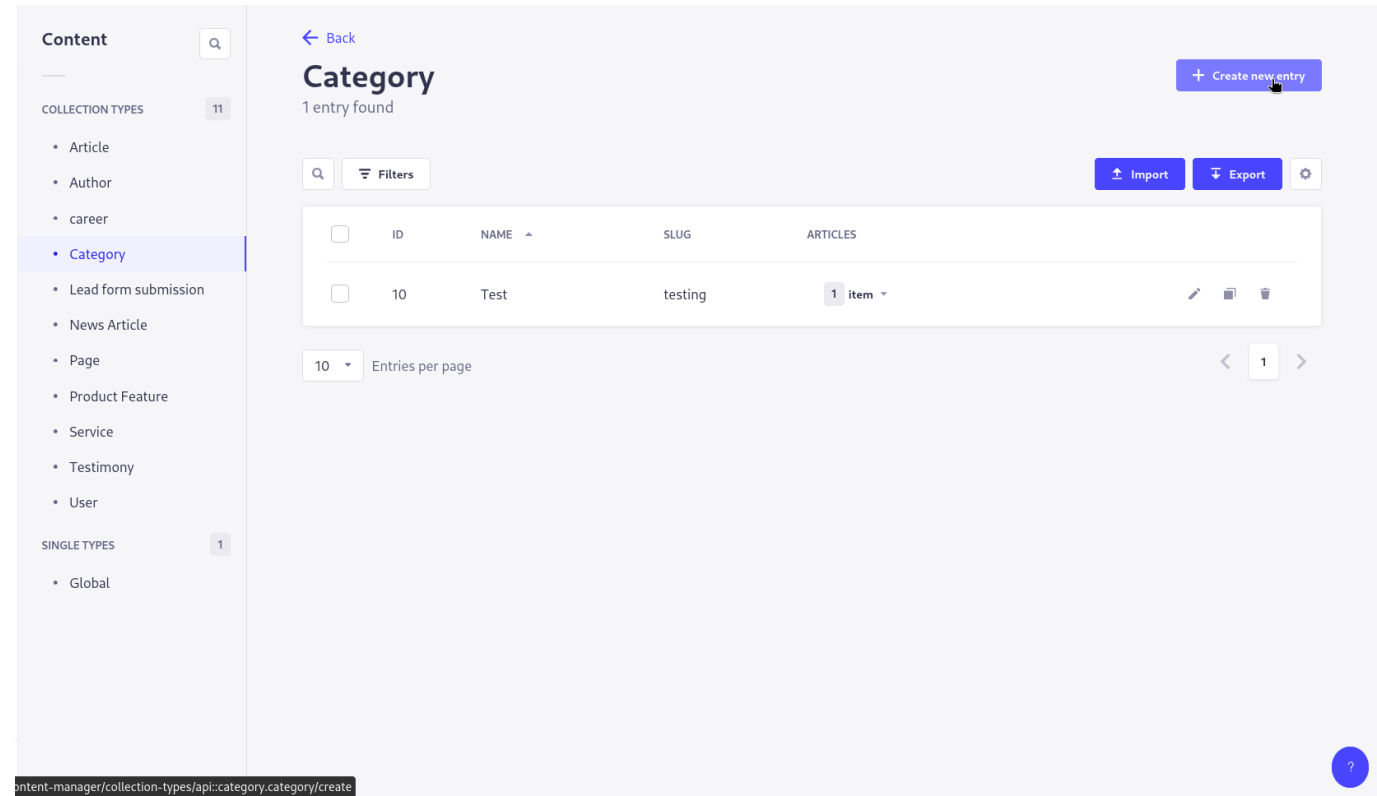 Content
COLLECTION TYPES 11
Article
Author
career
Category
Lead form submission
News Article
Page
Product Feature
Service
Testimony
User
SINGLE TYPES 1
Global
Back
Category
1 entry found
Create new entry
Filters
Import
Export
ID NAME SLUG ARTICLES
10 Test testing 1 item
10 Entries per page
1
?
ontent-manager/collection-types/api::category.category/create